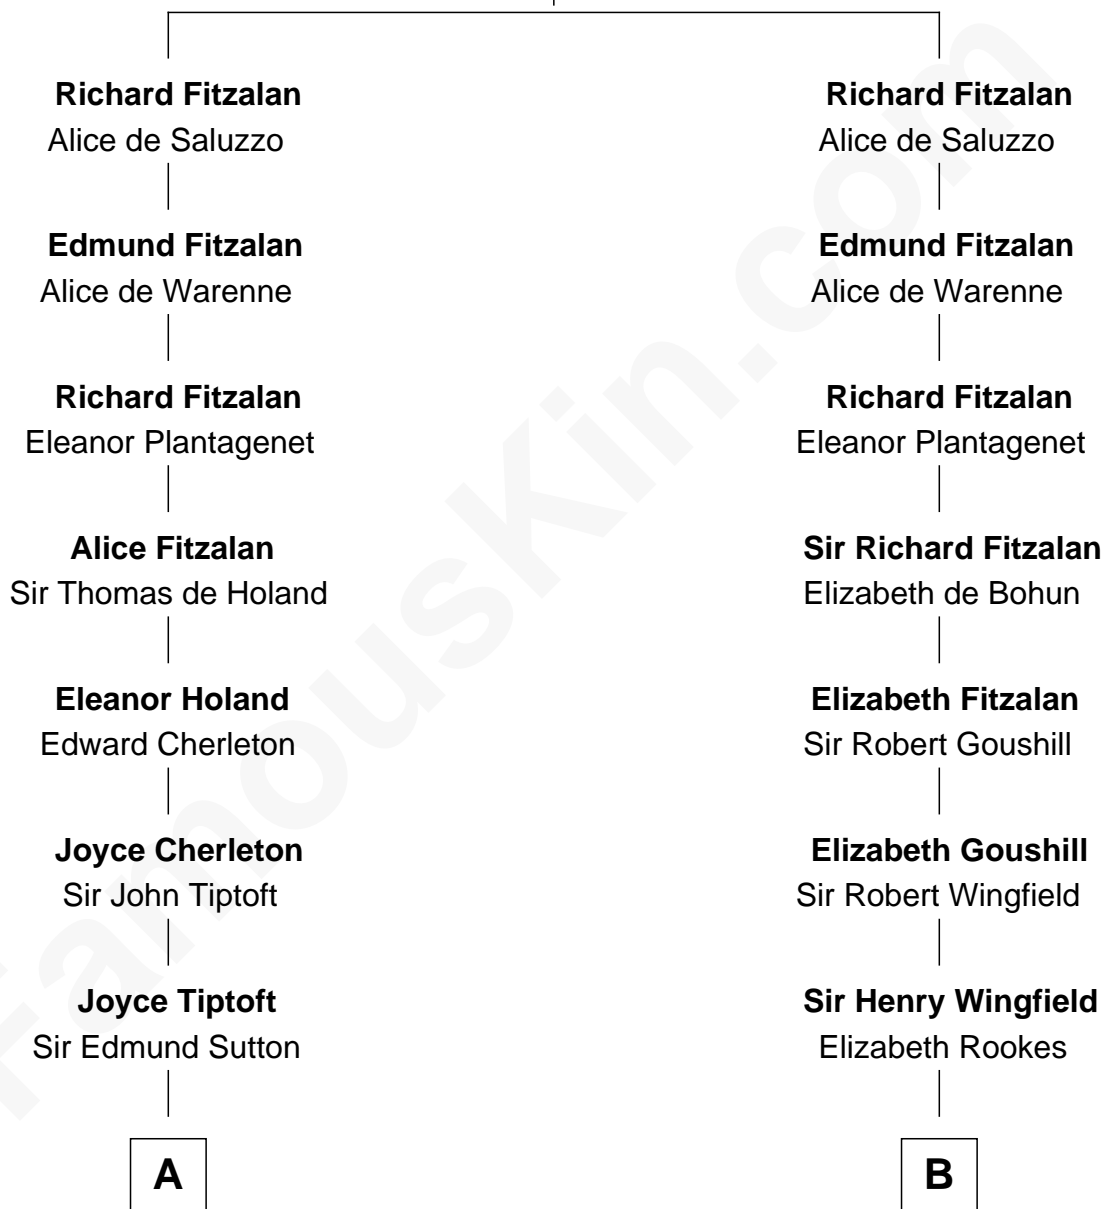 Richard Fitzalan
Alice de Saluzzo
Edmund Fitzalan
Alice de Warenne
Richard Fitzalan
Eleanor Plantagenet
Alice Fitzalan
Sir Thomas de Holand
Eleanor Holand
Edward Cherleton
Joyce Cherleton
Sir John Tiptoft
Joyce Tiptoft
Sir Edmund Sutton
A
Richard Fitzalan
Alice de Saluzzo
Edmund Fitzalan
Alice de Warenne
Richard Fitzalan
Eleanor Plantagenet
Sir Richard Fitzalan
Elizabeth de Bohun
Elizabeth Fitzalan
Sir Robert Goushill
Elizabeth Goushill
Sir Robert Wingfield
Sir Henry Wingfield
Elizabeth Rookes
B
FamousKin.com